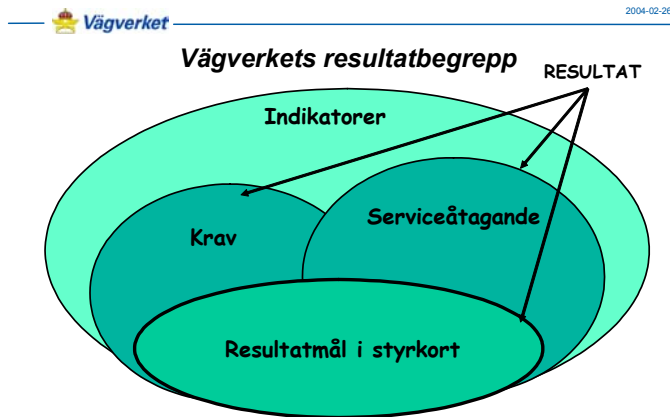 2004-02-26
Vägverket
Vägverkets resultatbegrepp
RESULTAT
Indikatorer
Serviceåtagande
Krav
Resultatmål i styrkort